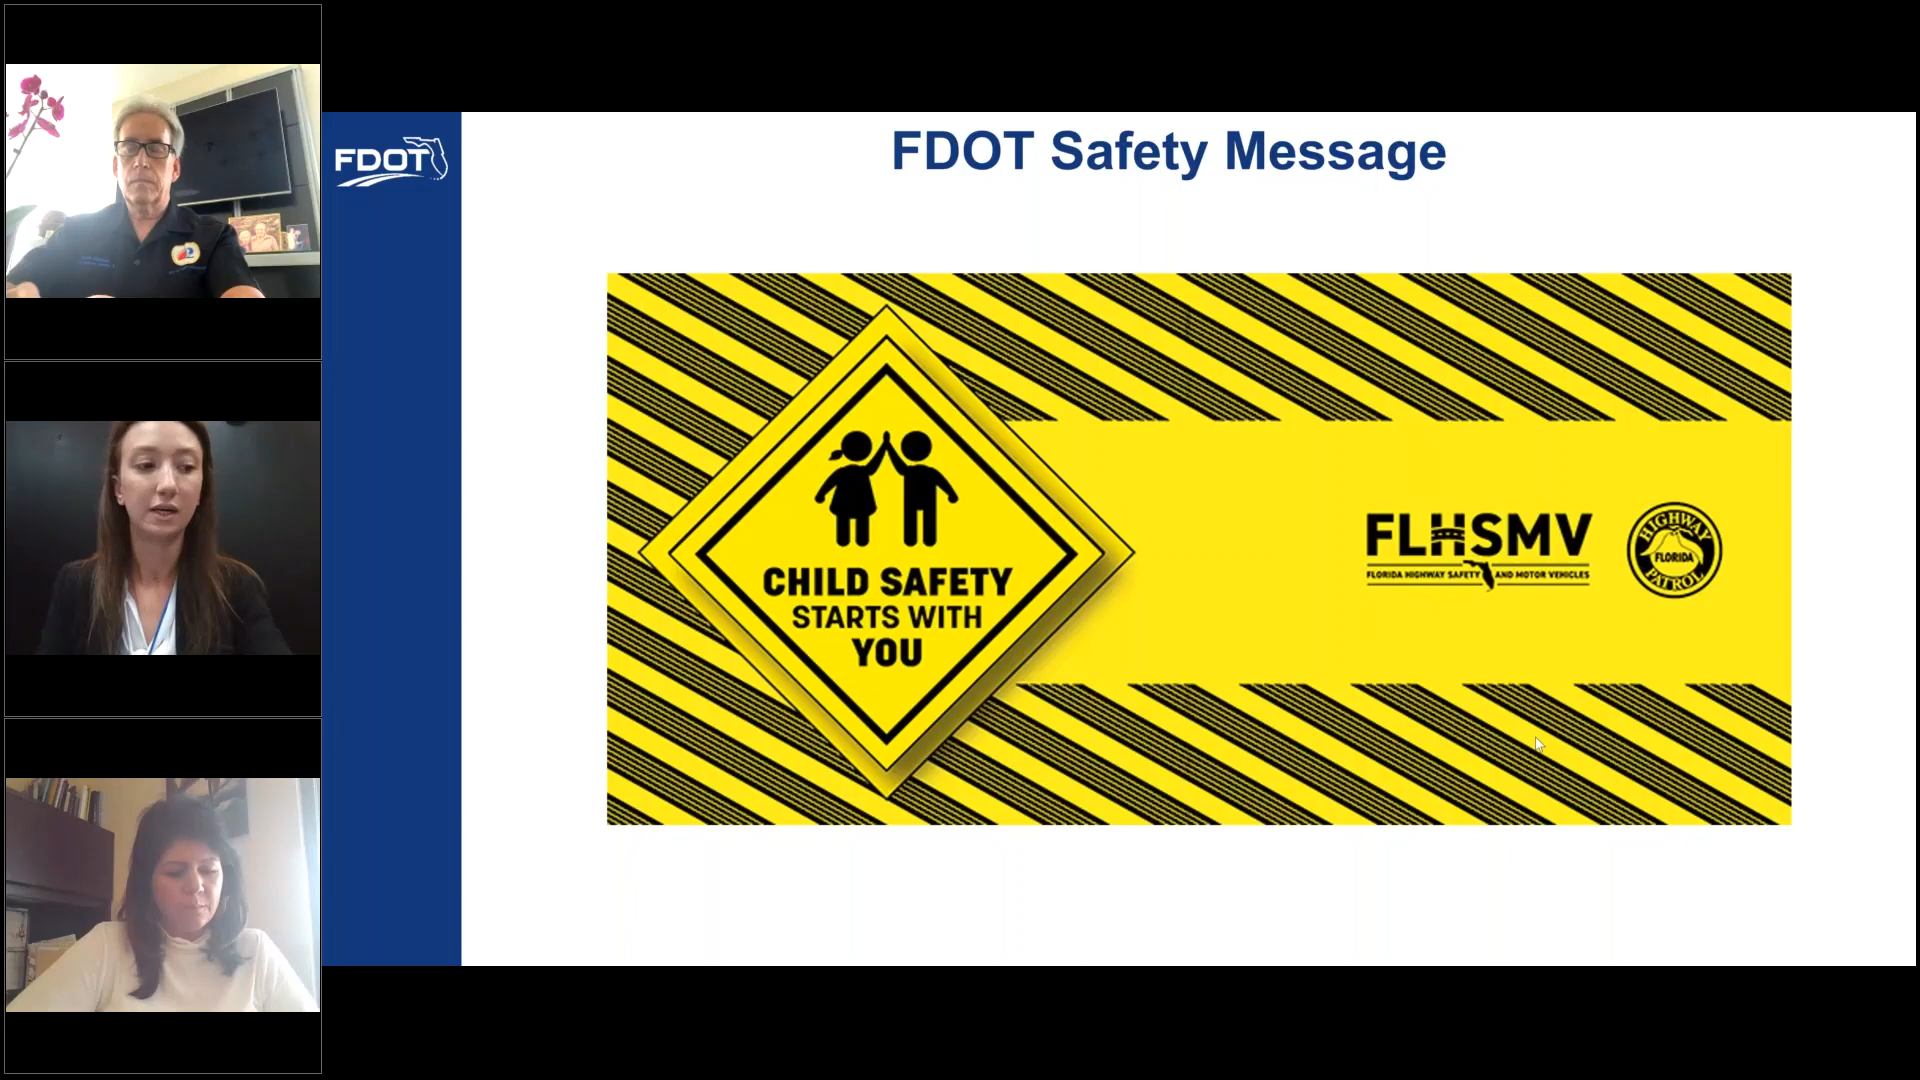 FDOT
FDOT Safety Message
CHILD SAFETY
STARTS WITH
YOU
FLHSMV
FLORIDA HIGHWAY SAFETY AND MOTOR VEHICLES
HIGHWAY
FLORIDA
PATROL